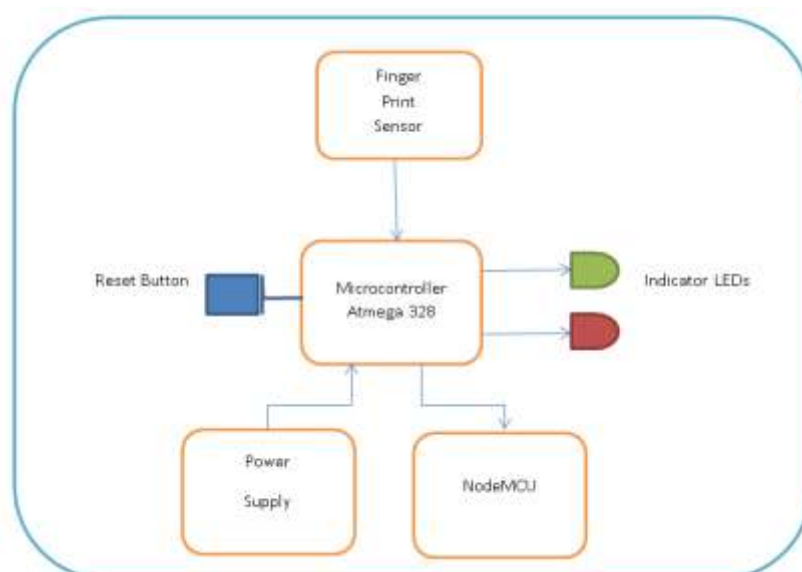 Finger
Print
Sensor
Reset Button
Microcontroller
Atmega 328
Indicator LEDs
Power
Supply
NodeMCU